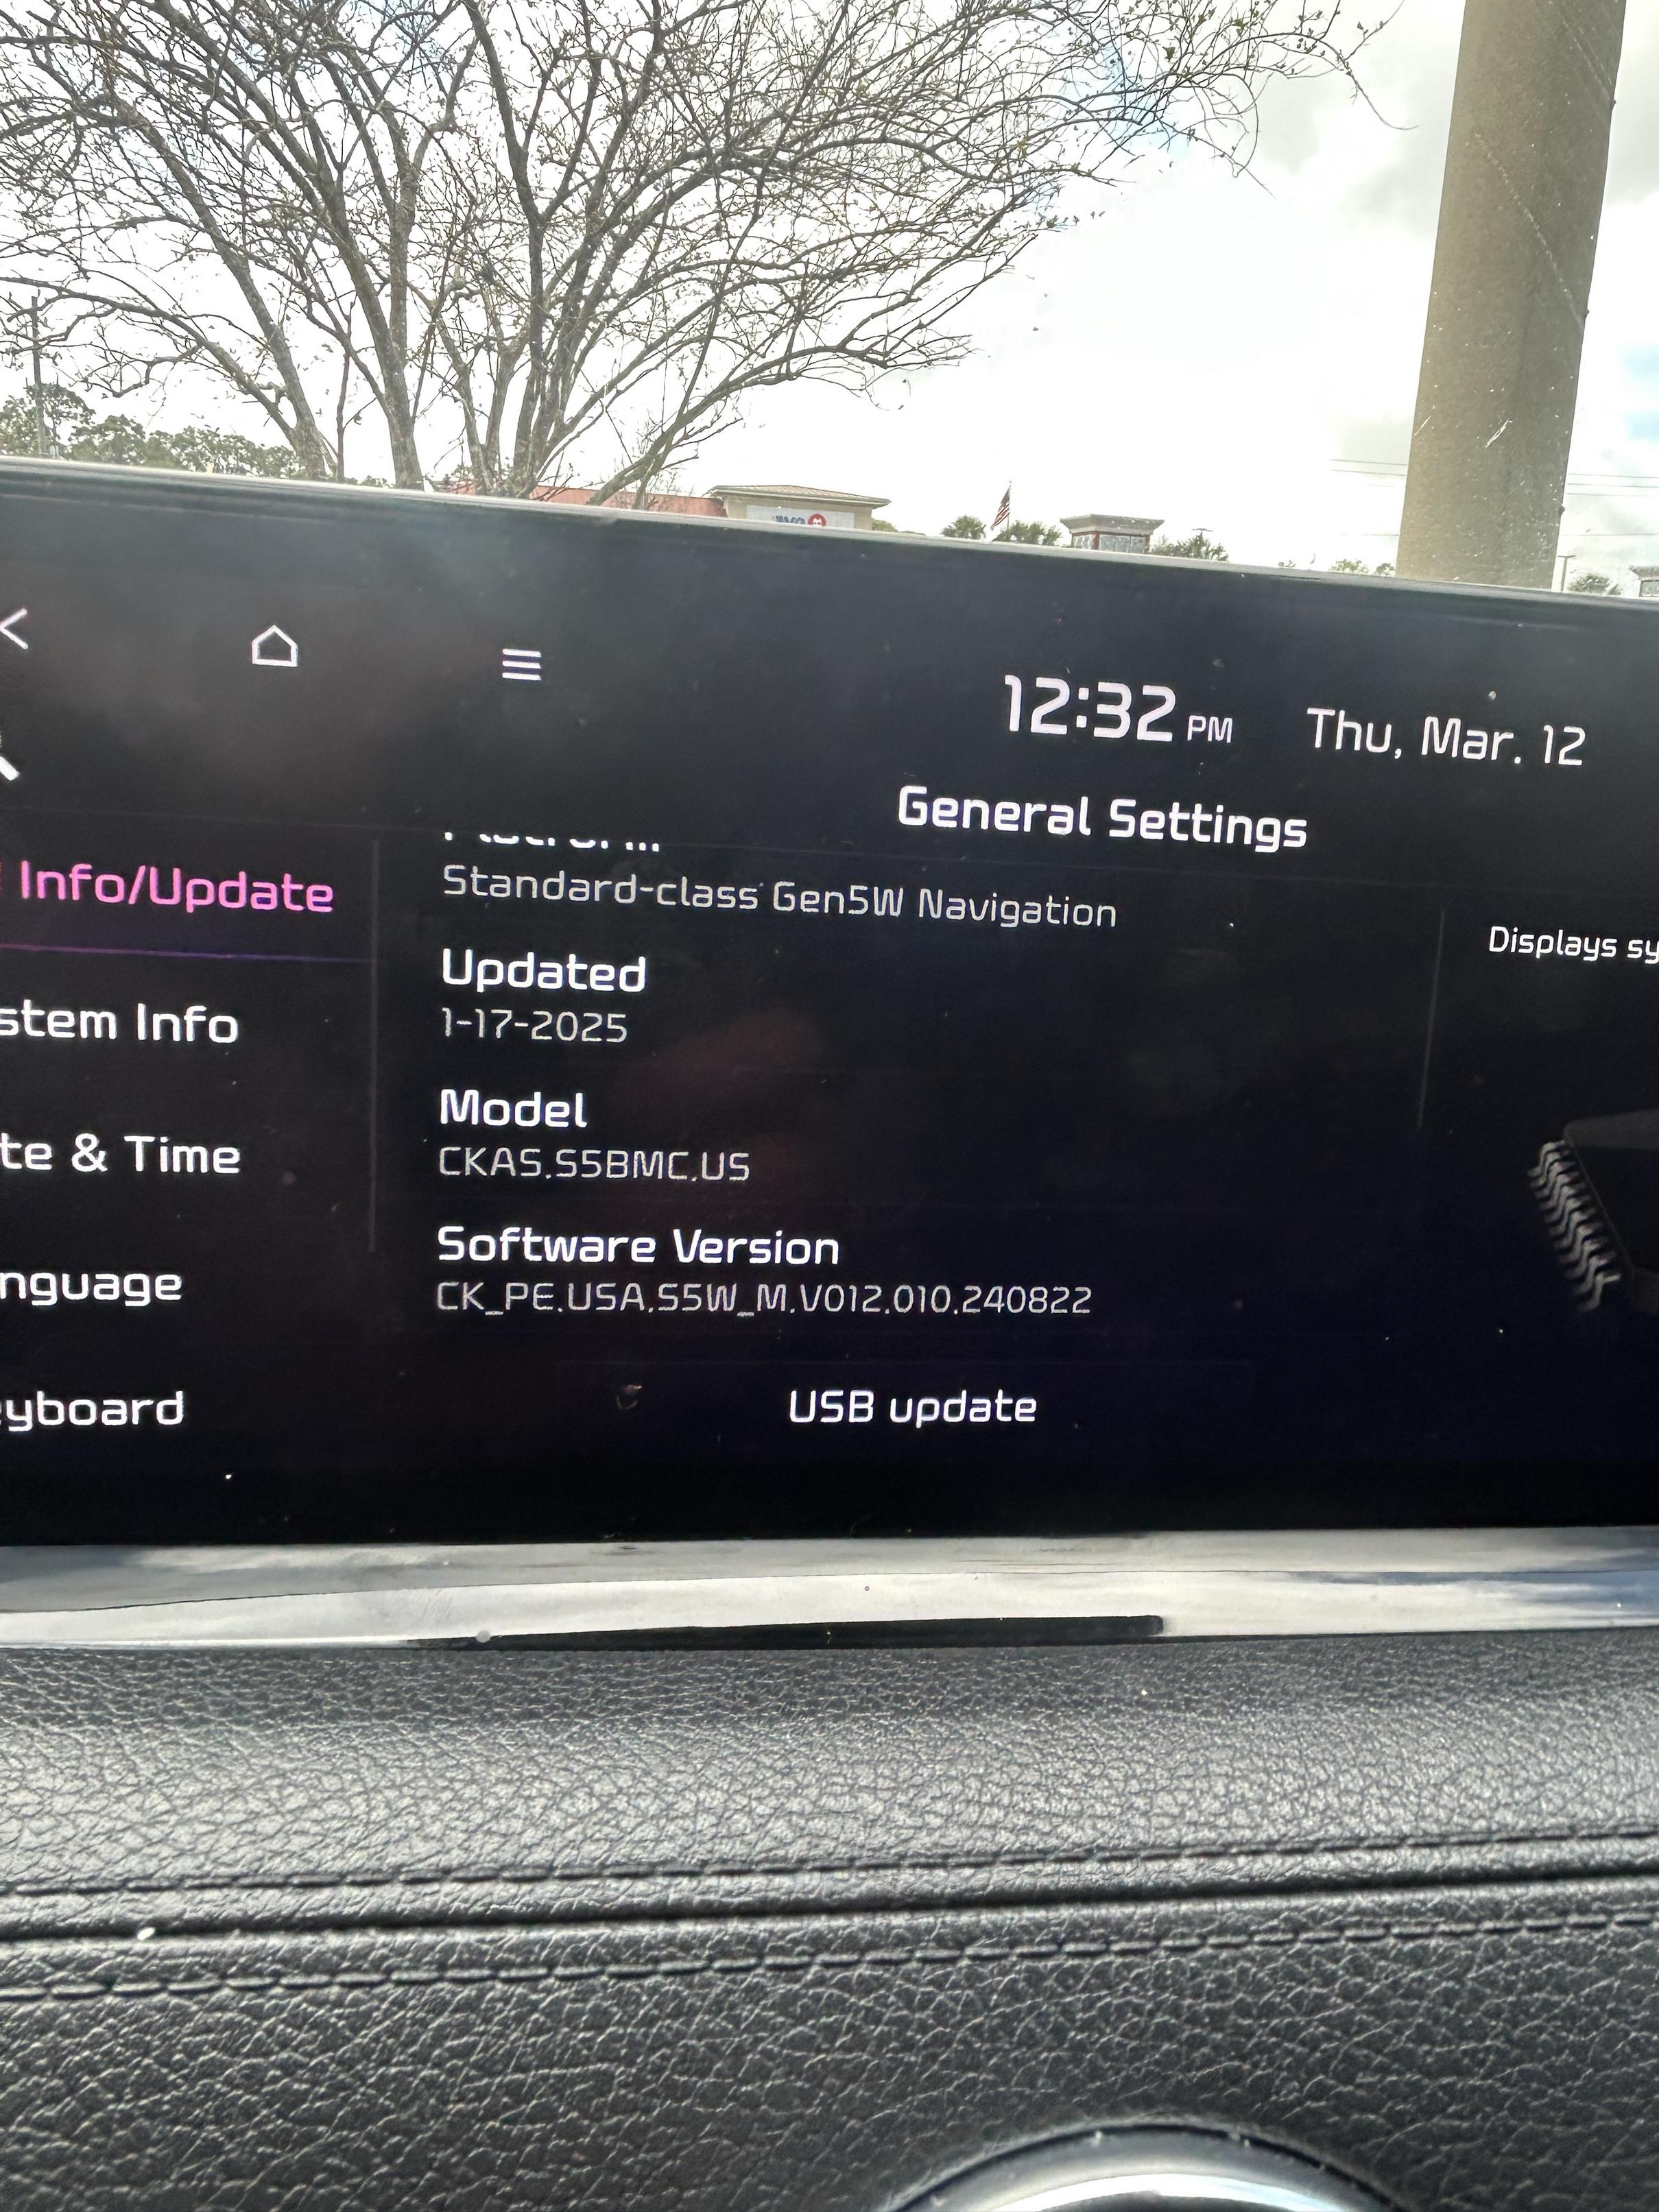 12:32 PM
Thu, Mar. 12
General Settings
Info/Update
stem Info
te & Time
nguage
eyboard
Standard-class Gen5W Navigation
Updated
1-17-2025
Model
CKAS.S5BMC.US
Software Version
CK_PE.USA.S5W_M.V012.010.240822
USB update
Displays sy